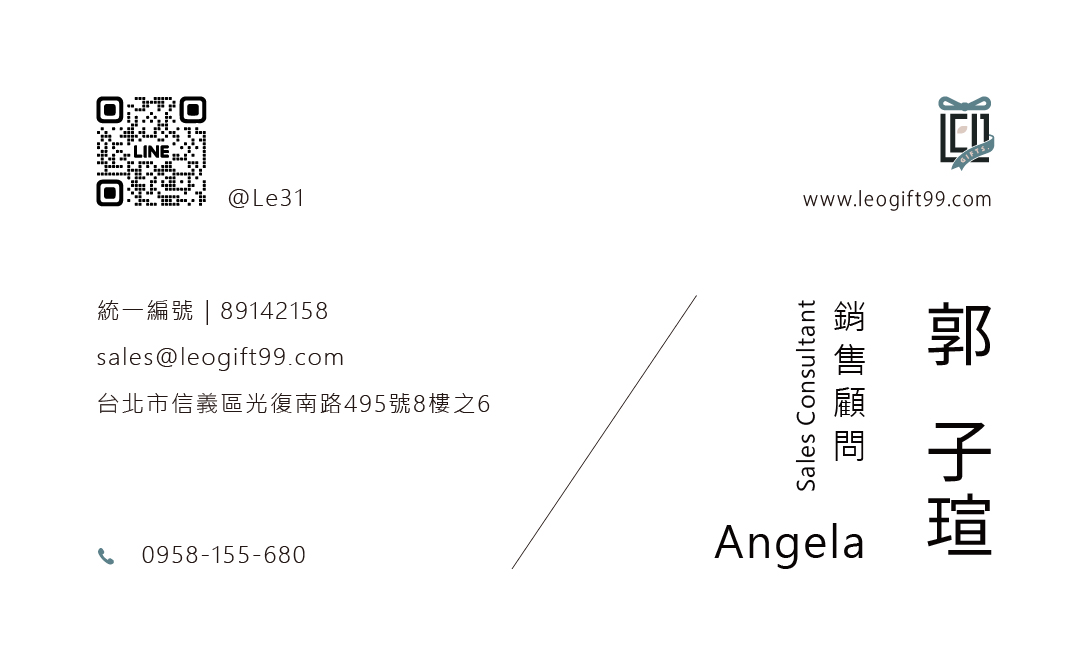 LINE
@Le31
LEO
GIFTS.
www.leogift99.com
統一編號 | 89142158
sales@leogift99.com
台北市信義區光復南路495號8樓之6
0958-155-680
郭 子瑄
銷售顧問
Sales Consultant
Angela